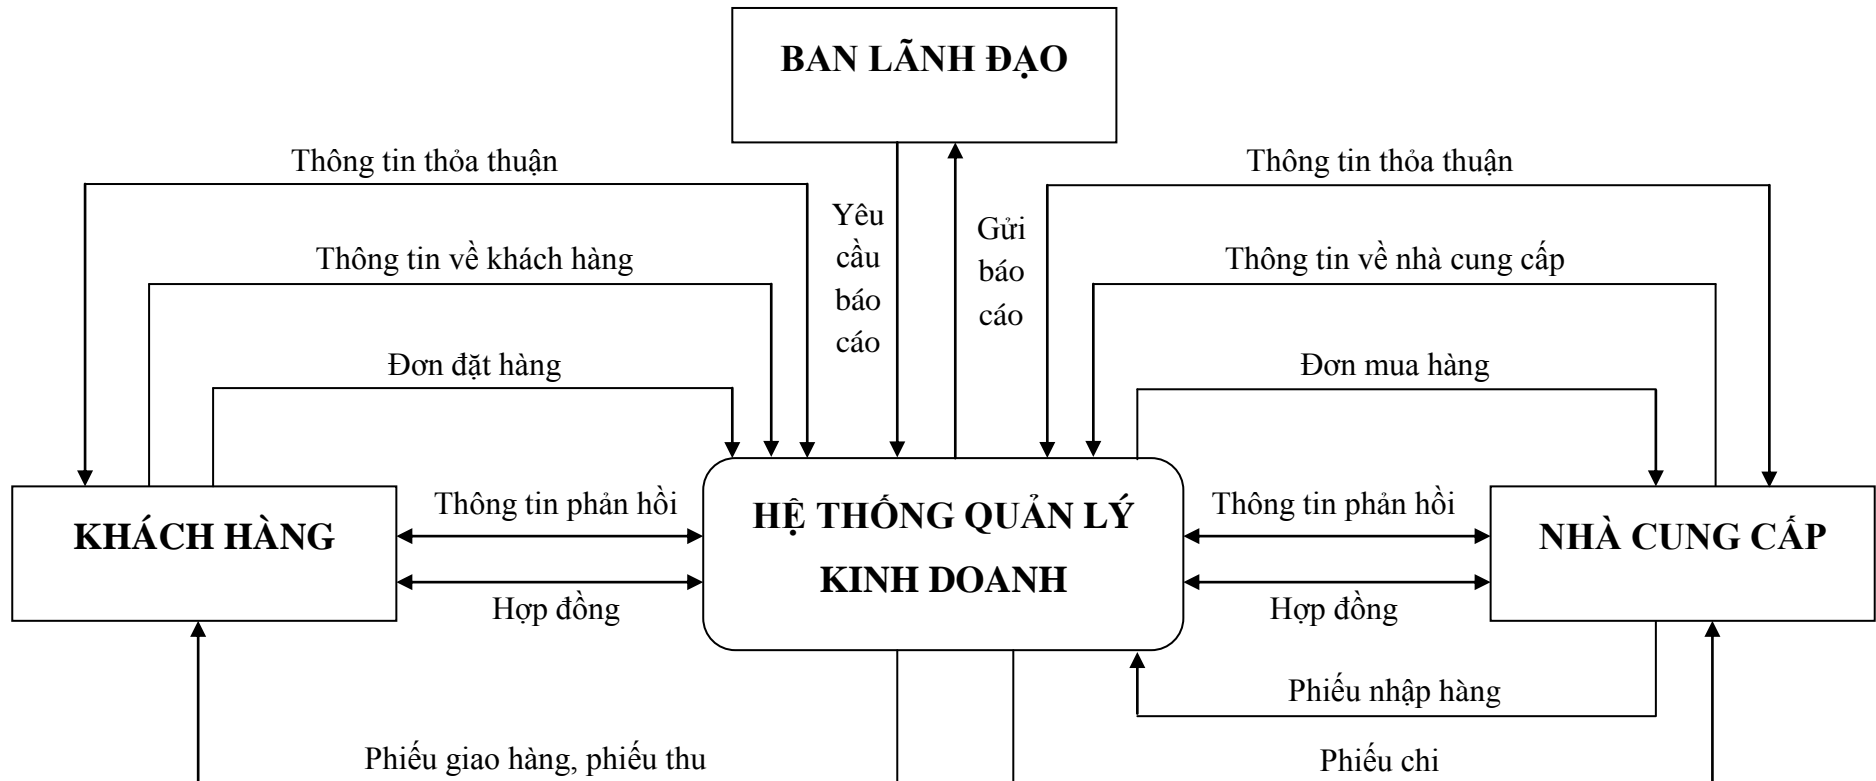 BAN LÃNH ĐẠO
Thông tin thỏa thuận
Thông tin thỏa thuận
Yêu
cầu
báo
cáo
Gửi
báo
cáo
Thông tin về khách hàng
Thông tin về nhà cung cấp
Đơn đặt hàng
Đơn mua hàng
KHÁCH HÀNG
Thông tin phản hồi
Hợp đồng
HỆ THỐNG QUẢN LÝ
KINH DOANH
Thông tin phản hồi
Hợp đồng
NHÀ CUNG CẤP
Phiếu nhập hàng
Phiếu giao hàng, phiếu thu
Phiếu chi